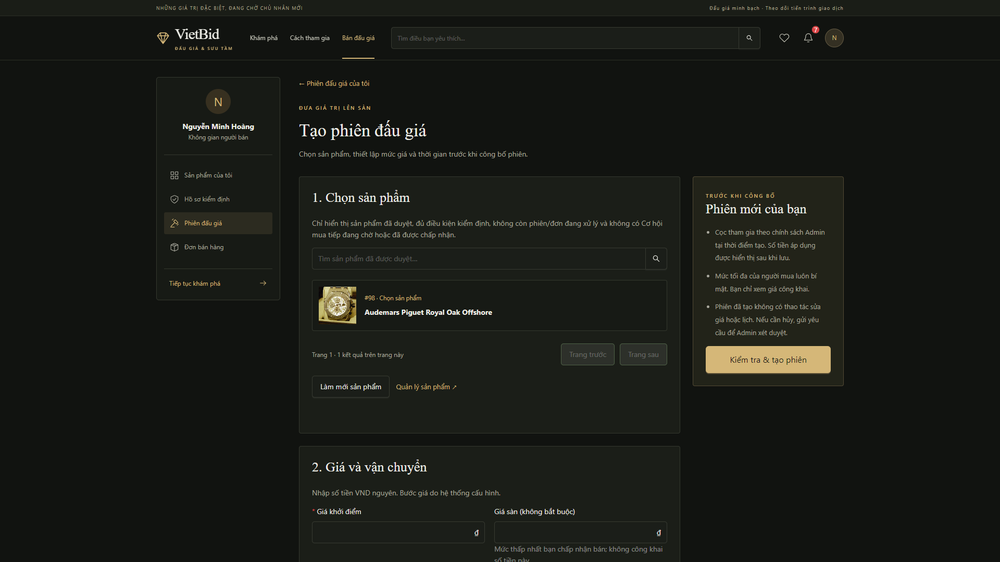 NHỮNG GIÁ TRỊ ĐẶC BIỆT, ĐANG CHỜ CHỦ NHÂN MỚI
Đấu giá minh bạch · Theo dõi tiến trình giao dịch
VietBid
ĐẤU GIÁ & SƯU TẦM
Khám phá
Cách tham gia
Bán đấu giá
Tìm điều bạn yêu thích...
7
N
N
Nguyễn Minh Hoàng
Không gian người bán
Sản phẩm của tôi
Hồ sơ kiểm định
Phiên đấu giá
Đơn bán hàng
Tiếp tục khám phá →
← Phiên đấu giá của tôi
ĐƯA GIÁ TRỊ LÊN SÀN
Tạo phiên đấu giá
Chọn sản phẩm, thiết lập mức giá và thời gian trước khi công bố phiên.
1. Chọn sản phẩm
Chỉ hiển thị sản phẩm đã duyệt, đủ điều kiện kiểm định, không còn phiên/đơn đang xử lý và không có Cơ hội
mua tiếp đang chờ hoặc đã được chấp nhận.
Tìm sản phẩm đã được duyệt...
#98 · Chọn sản phẩm
Audemars Piguet Royal Oak Offshore
Trang 1 · 1 kết quả trên trang này
Trang trước
Trang sau
Làm mới sản phẩm
Quản lý sản phẩm ↗
2. Giá và vận chuyển
Nhập số tiền VND nguyên. Bước giá do hệ thống cấu hình.
* Giá khởi điểm
Giá sàn (không bắt buộc)
₫
₫
Mức thấp nhất bạn chấp nhận bán; không công khai
số tiền này.
TRƯỚC KHI CÔNG BỐ
Phiên mới của bạn
• Cọc tham gia theo chính sách Admin
tại thời điểm tạo. Số tiền áp dụng
được hiển thị sau khi lưu.
• Mức tối đa của người mua luôn bí
mật. Bạn chỉ xem giá công khai.
• Phiên đã tạo không có thao tác sửa
giá hoặc lịch. Nếu cần hủy, gửi yêu
cầu để Admin xét duyệt.
Kiểm tra & tạo phiên